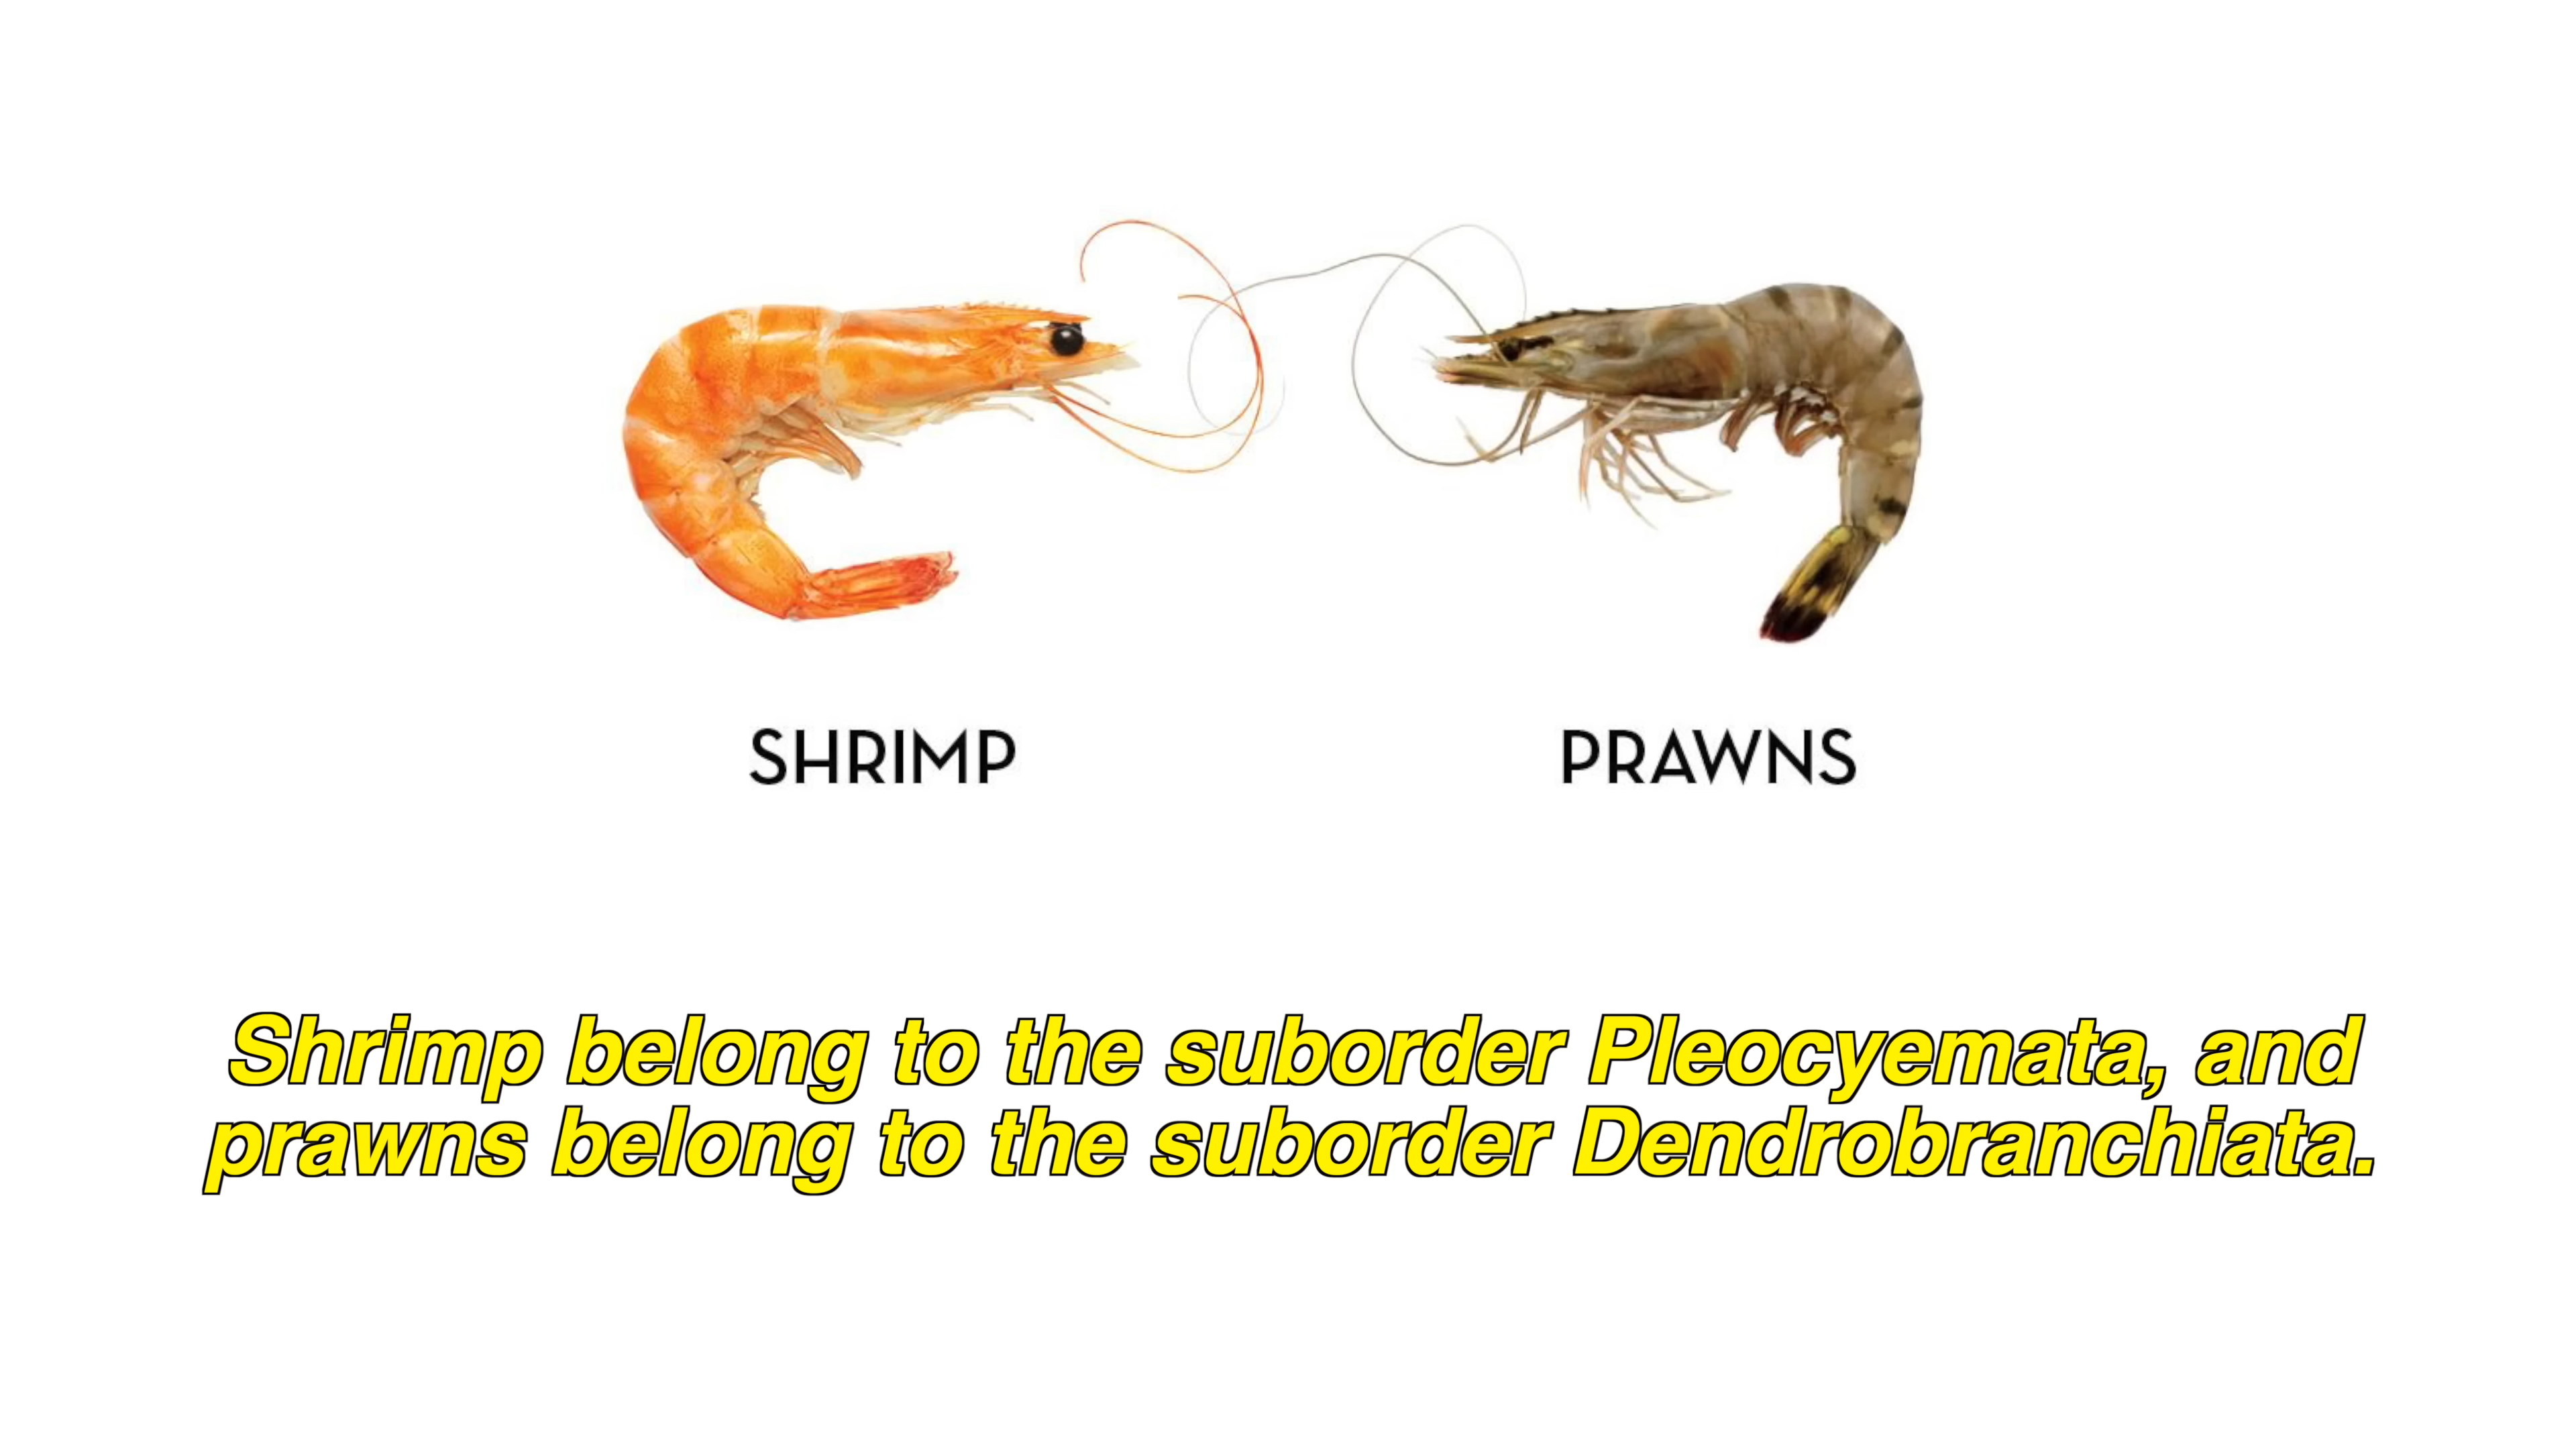 SHRIMP
PRAWNS
Shrimp belong to the suborder Pleocyemata, and
prawns belong to the suborder Dendrobranchiata.